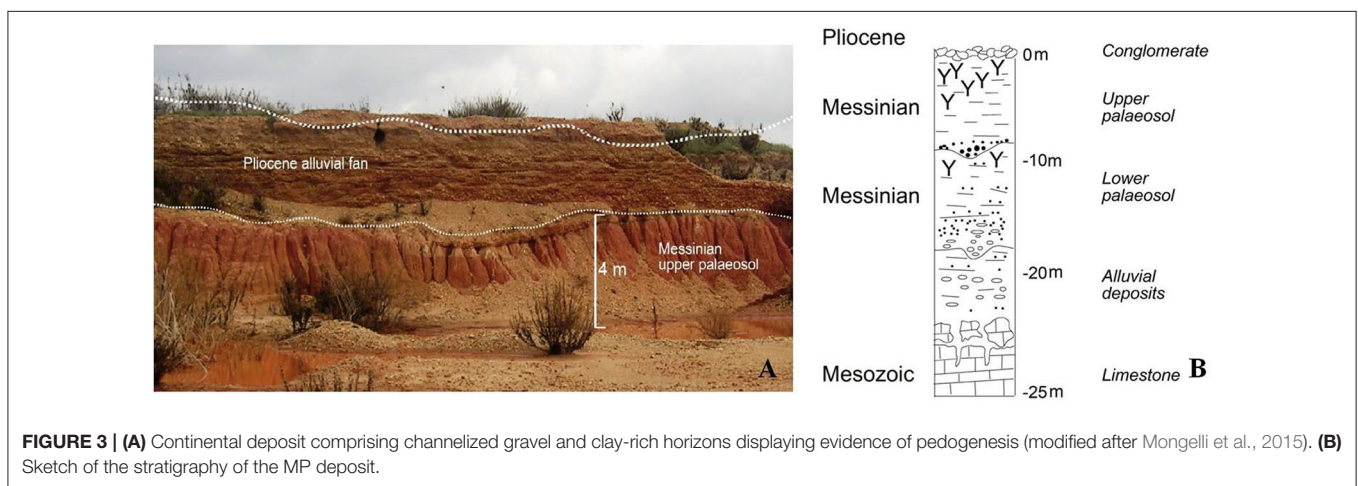 Pliocene alluvial fan
Messinian
upper palaeosol
4 m
A
Pliocene
0m
Conglomerate
Messinian
Upper
palaeosol
-10m
Messinian
Lower
palaeosol
-20m
Alluvial
deposits
Mesozoic
Limestone B
-25m
FIGURE 3 | (A) Continental deposit comprising channelized gravel and clay-rich horizons displaying evidence of pedogenesis (modified after Mongelli et al., 2015). (B)
Sketch of the stratigraphy of the MP deposit.